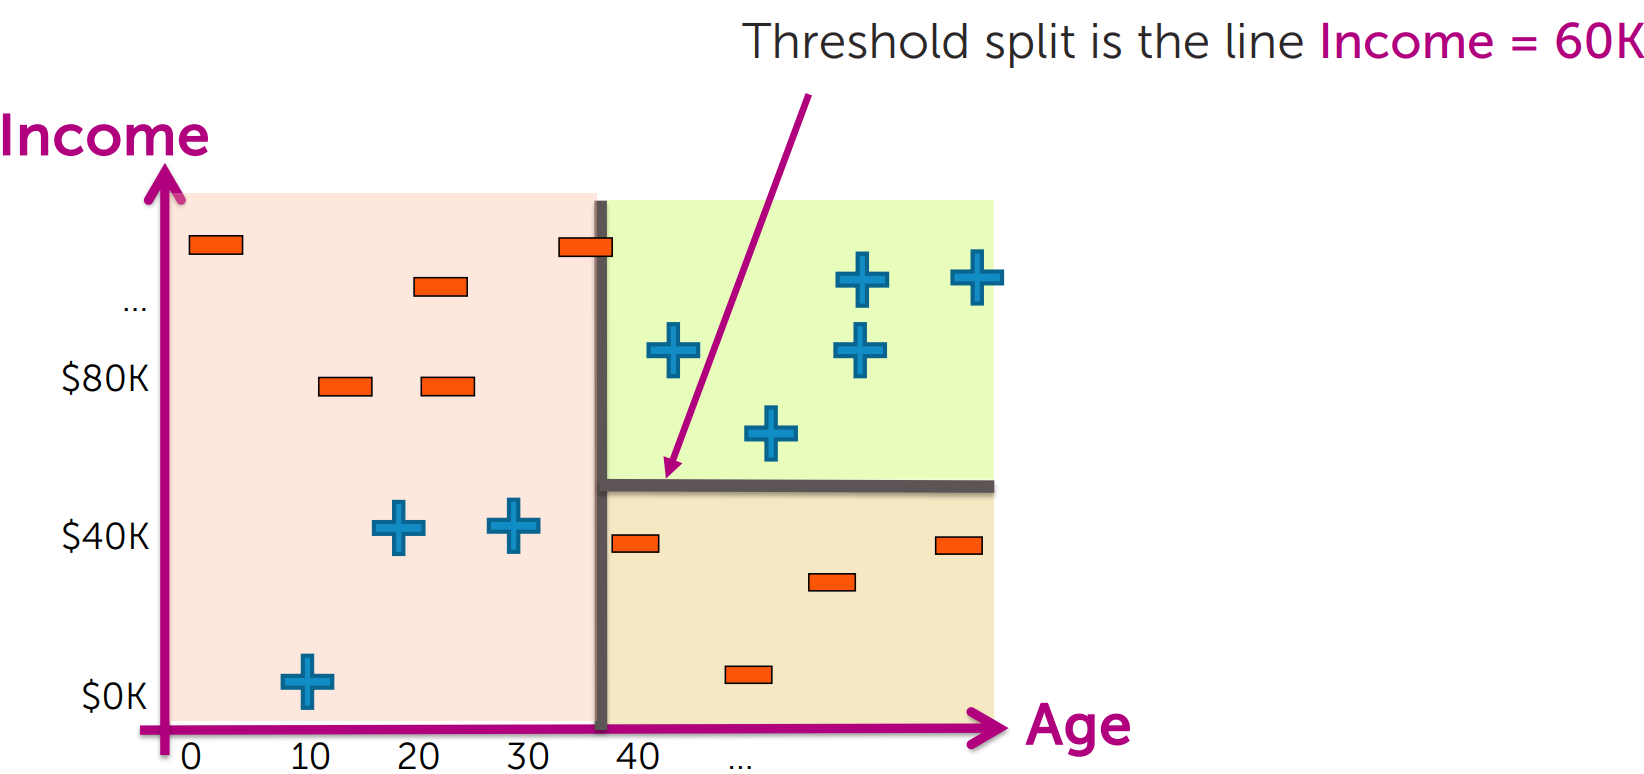 Threshold split is the line Income = 60K
Income
...
$80K
$40K
$0K
0 10 20 30 40 ...
Age